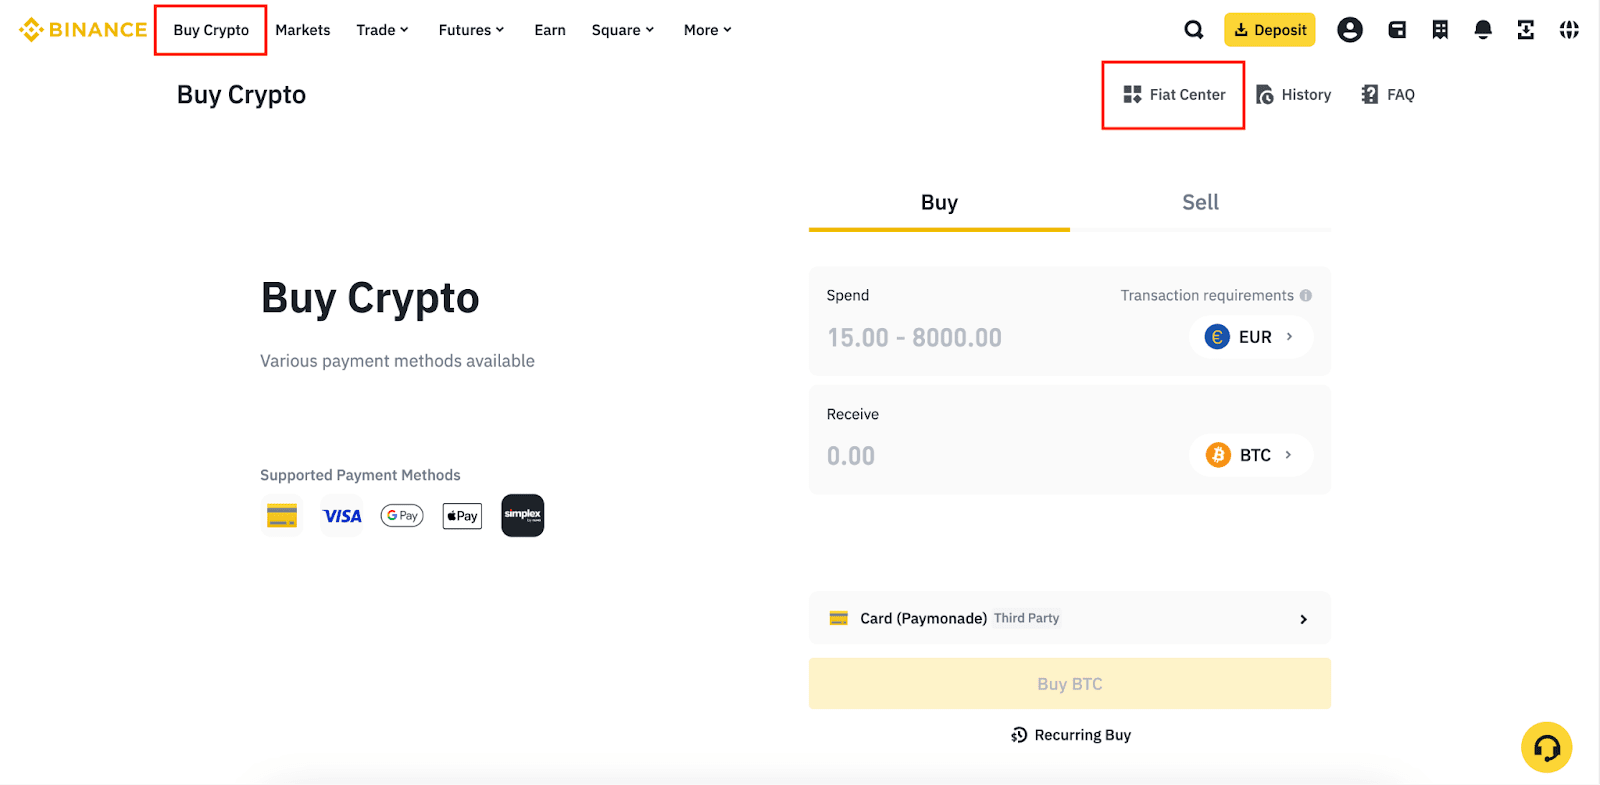 BINANCE Buy Crypto Markets Trade Futures Earn Square More Deposit
Buy Crypto Fiat Center History FAQ
Buy Sell
Buy Crypto
Various payment methods available
Supported Payment Methods
VISA G Pay Pay simplex
Spend Transaction requirements
15.00 - 8000.00 € EUR
Receive
0.00 BTC
Card (Paymonade) Third Party
Buy BTC
Recurring Buy